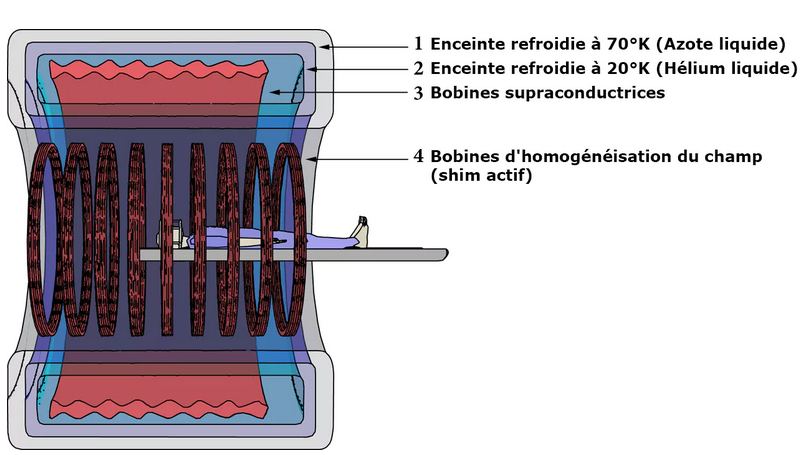 1 Enceinte refroidie à 70°K (Azote liquide)
2 Enceinte refroidie à 20°K (Hélium liquide)
3 Bobines supraconductrices
4 Bobines d'homogénéisation du champ
(shim actif)